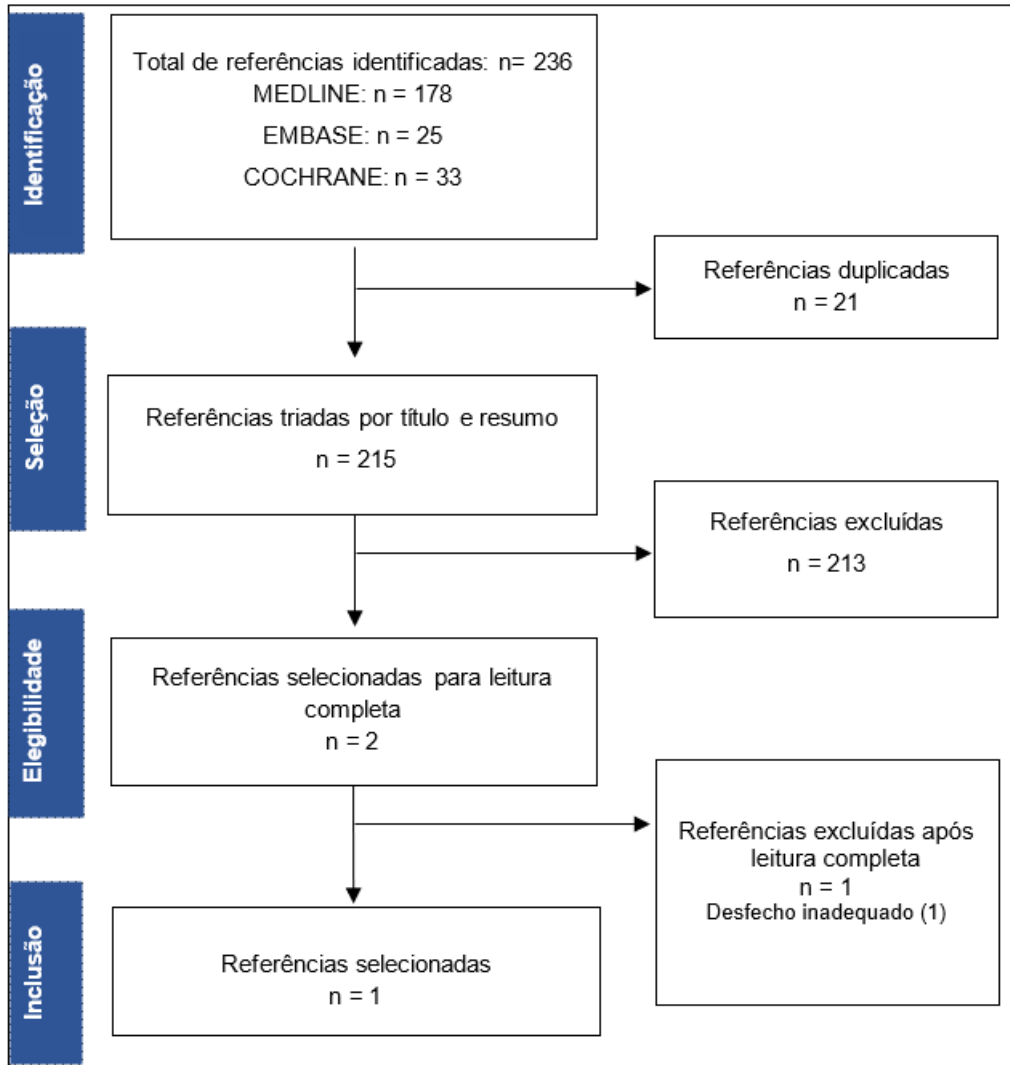 Identificação
Total de referências identificadas: n= 236
MEDLINE: n = 178
EMBASE: n = 25
COCHRANE: n = 33
Referências duplicadas
n = 21
Seleção
Referências triadas por título e resumo
n = 215
Referências excluídas
n = 213
Elegibilidade
Referências selecionadas para leitura
completa
n = 2
Referências excluídas após
leitura completa
n = 1
Desfecho inadequado (1)
Inclusão
Referências selecionadas
n = 1